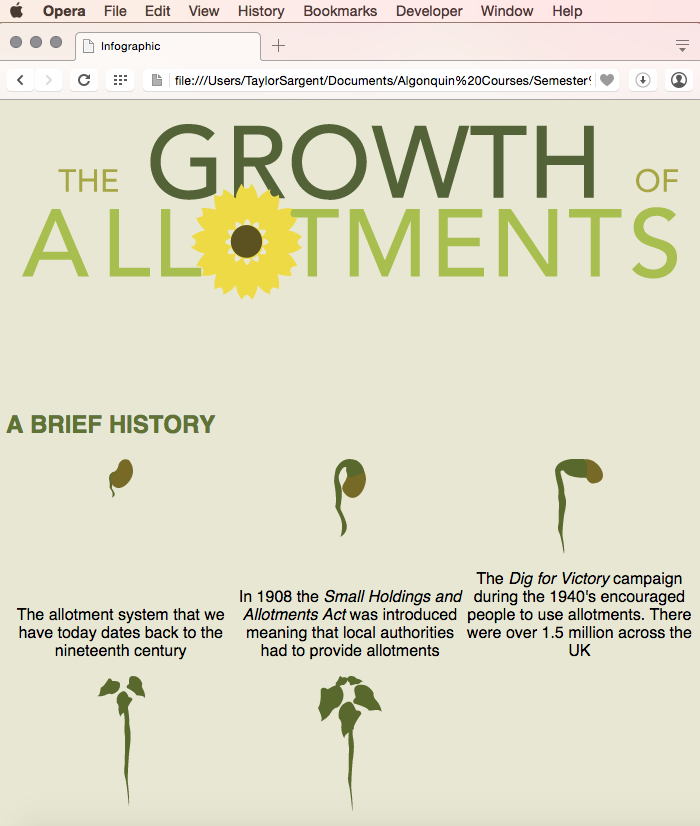 Opera File Edit View History Bookmarks Developer Window Help
Infographic
file:///Users/TaylorSargent/Documents/Algonquin%20Courses/Semester%
THE GROWTH OF
ALLOTMENTS
A BRIEF HISTORY
The allotment system that we
have today dates back to the
nineteenth century
In 1908 the Small Holdings and
Allotments Act was introduced
meaning that local authorities
had to provide allotments
The Dig for Victory campaign
during the 1940's encouraged
people to use allotments. There
were over 1.5 million across the
UK